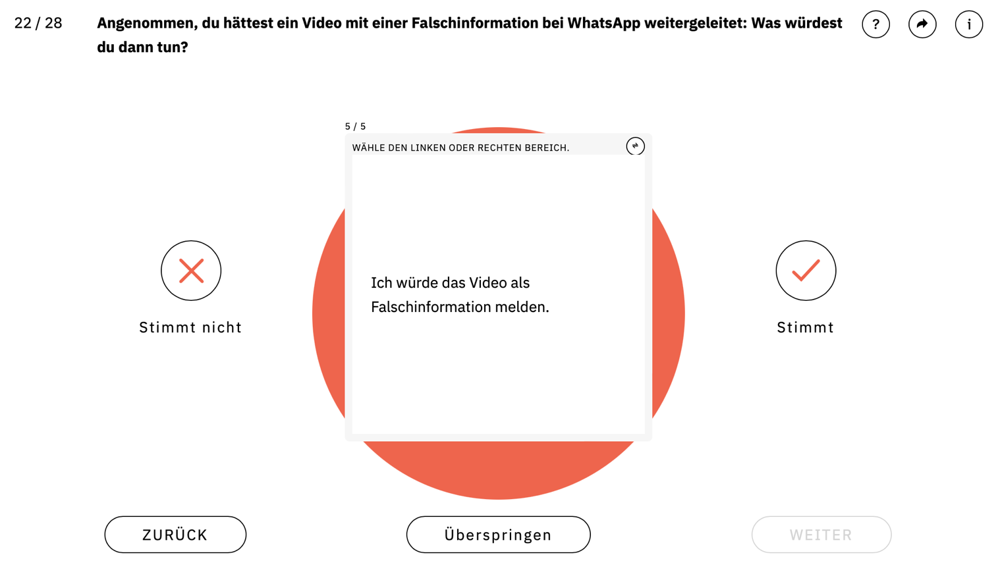 22 / 28
Angenommen, du hättest ein Video mit einer Falschinformation bei WhatsApp weitergeleitet: Was würdest
du dann tun?
?
i
5 / 5
WÄHLE DEN LINKEN ODER RECHTEN BEREICH.
Ich würde das Video als
Falschinformation melden.
Stimmt nicht
Stimmt
ZURÜCK
Überspringen
WEITER